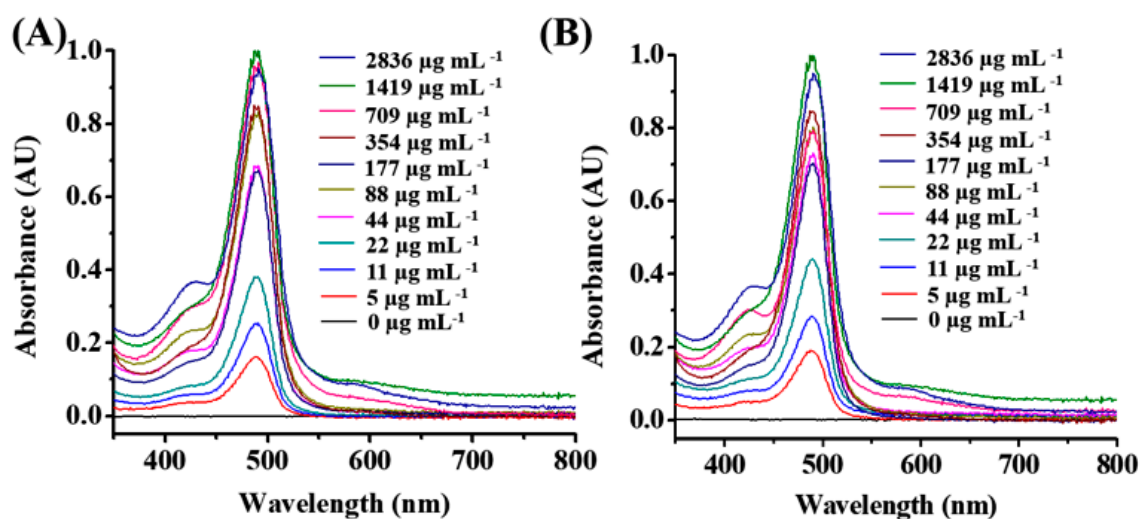 (A)
Absorbance (AU)
1.0
0.8
0.6
0.4
0.2
0.0
2836 µg mL -1
1419 µg mL -1
709 µg mL -1
354 µg mL -1
177 µg mL -1
88 µg mL -1
44 µg mL -1
22 µg mL -1
11 µg mL -1
5 µg mL -1
0 µg mL-1
400 500 600 700 800
Wavelength (nm)
(B)
Absorbance (AU)
1.0
0.8
0.6
0.4
0.2
0.0
2836 µg mL -1
1419 µg mL -1
709 µg mL -1
354 µg mL -1
177 µg mL -1
88 µg mL -1
44 µg mL -1
22 µg mL -1
11 µg mL -1
5 µg mL -1
0 µg mL-1
400 500 600 700 800
Wavelength (nm)